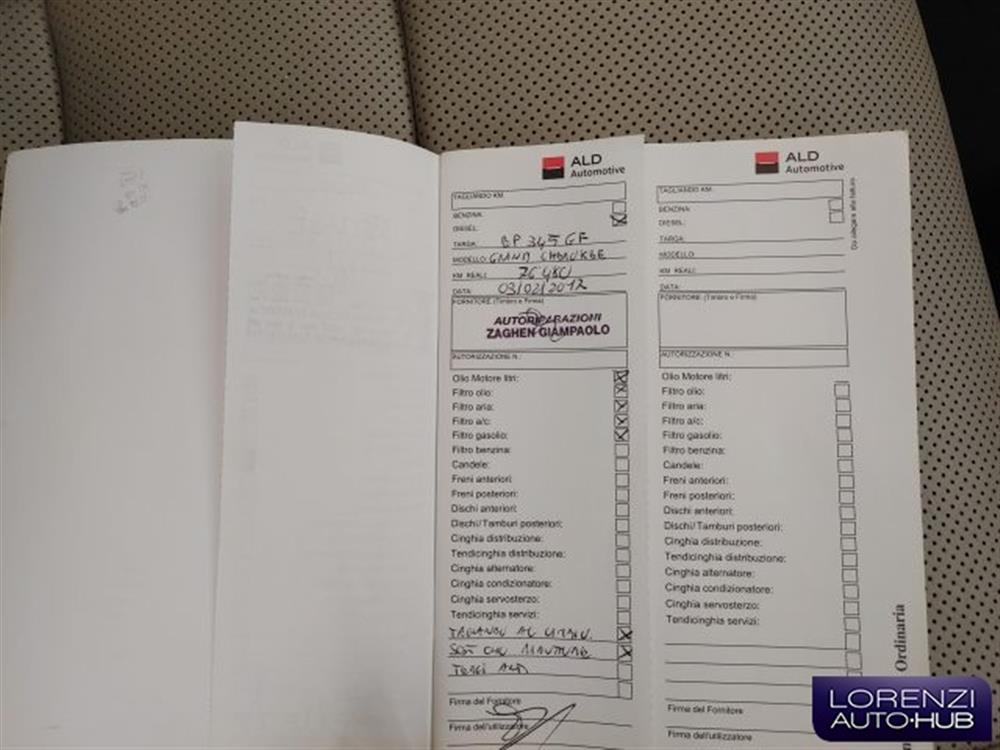 ALD
Automotive
TAGLIANDO KM.
BENZINA:
DIESEL:
TARGA: 345 GF
MODELLO: GRAND
KM REALI:
DATA: 03/02/2012
FORNITORE: (Timbro e Firma)
AUTORIPARAZIONI
ZAGHEN GIAMPAOLO
AUTORIZZAZIONE N.:
Olio Motore litri:
Filtro olio:
Filtro aria:
Filtro a/c:
Filtro gasolio:
Filtro benzina:
Candele:
Freni anteriori:
Freni posteriori:
Dischi anteriori:
Dischi/Tamburi posteriori:
Cinghia distribuzione:
Tendicinghia distribuzione:
Cinghia alternatore:
Cinghia condizionatore:
Cinghia servosterzo:
Tendicinghia servizi:
ALD
Firma del Fornitore
Firma dell'utilizzatore
ALD
Automotive
TAGLIANDO KM.
BENZINA:
DIESEL:
TARGA:
MODELLO:
KM REALI:
DATA:
FORNITORE: (Timbro e Firma)
AUTORIZZAZIONE N.:
Olio Motore litri:
Filtro olio:
Filtro aria:
Filtro a/c:
Filtro gasolio:
Filtro benzina:
Candele:
Freni anteriori:
Freni posteriori:
Dischi anteriori:
Dischi/Tamburi posteriori:
Cinghia distribuzione:
Tendicinghia distribuzione:
Cinghia alternatore:
Cinghia condizionatore:
Cinghia servosterzo:
Tendicinghia servizi:
Firma del Fornitore
Firma dell'utilizzatore
Da allegare alla fattura
Ordinaria
LORENZI
AUTO·HUB